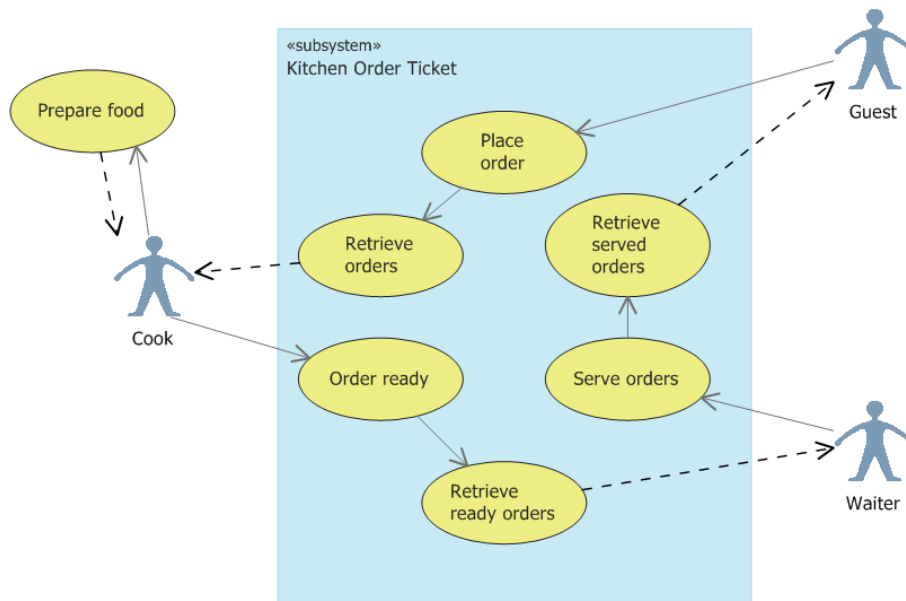 «subsystem»
Kitchen Order Ticket
Guest
Prepare food
Place
order
Retrieve
orders
Retrieve
served
orders
Cook
Order ready
Serve orders
Retrieve
ready orders
Waiter